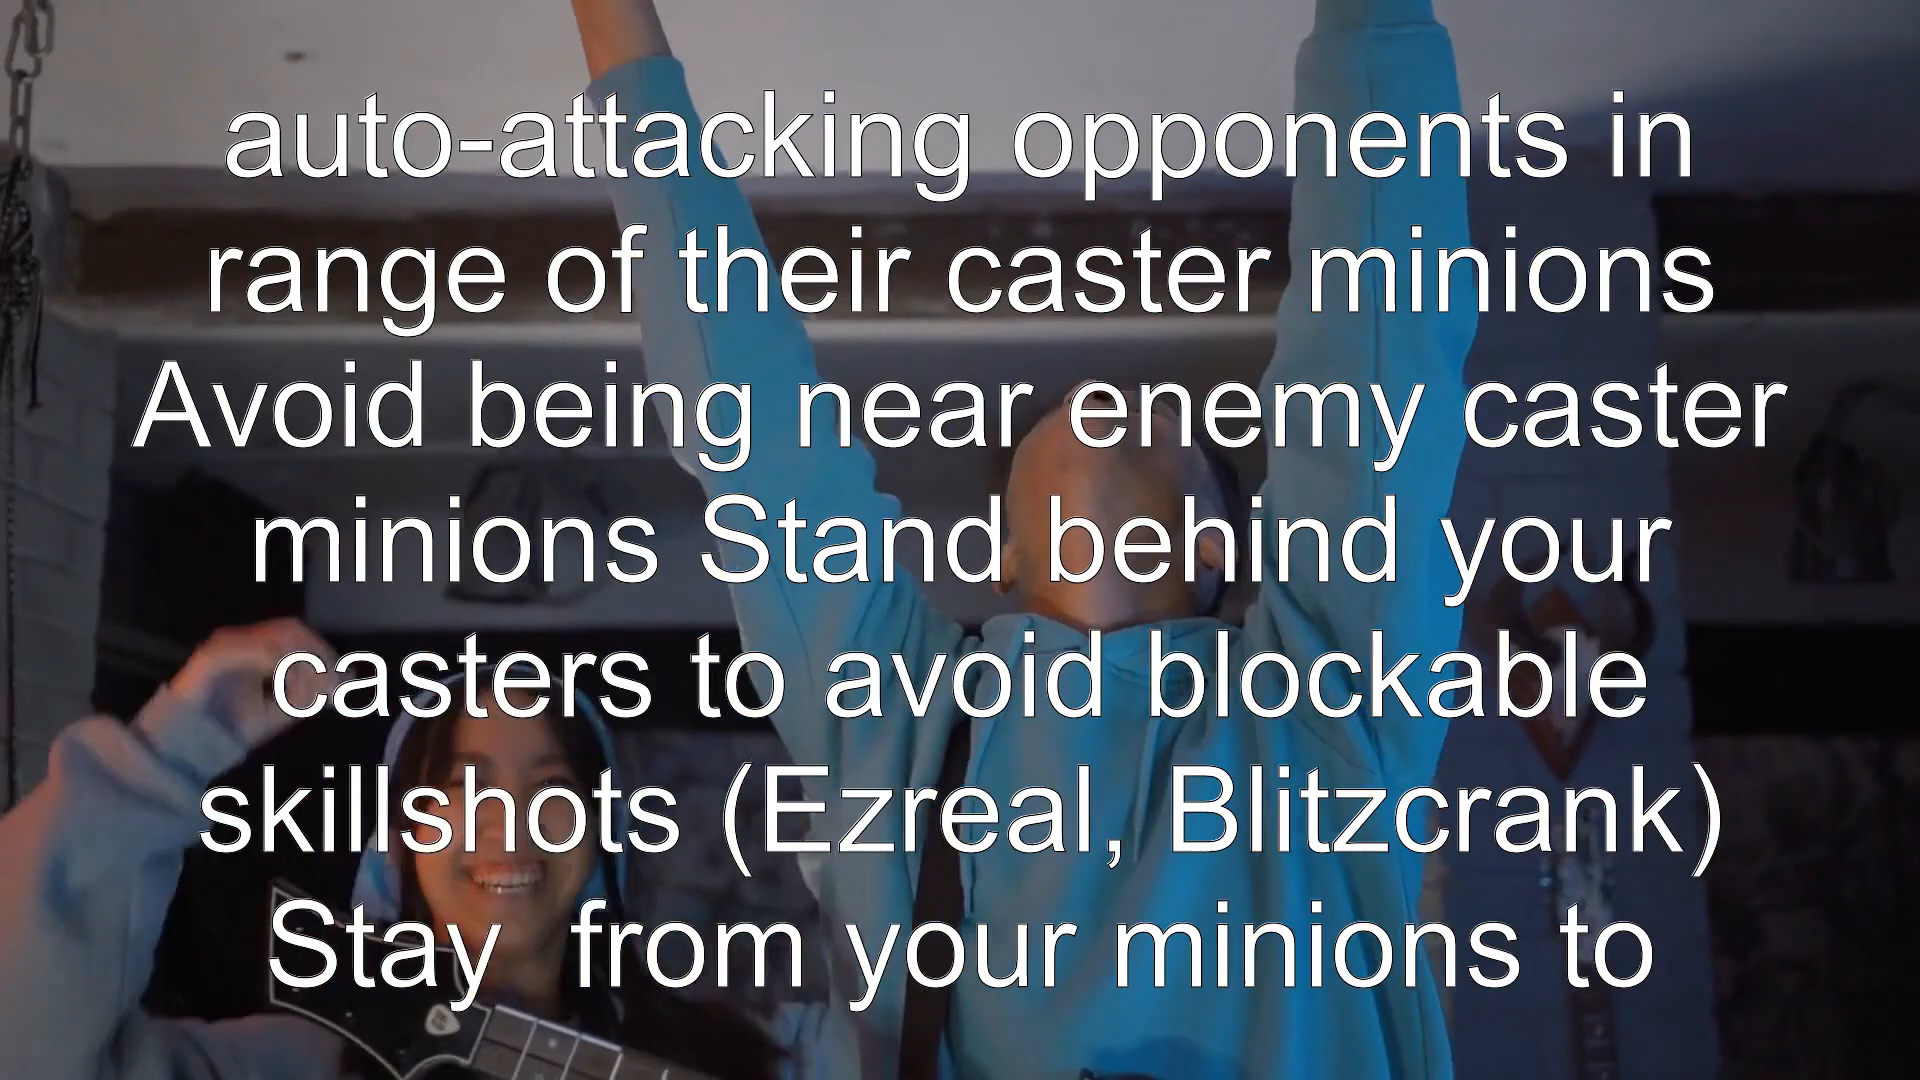 auto-attacking opponents in
range of their caster minions
Avoid being near enemy caster
minions Stand behind your
casters to avoid blockable
skillshots (Ezreal, Blitzcrank)
Stay  from your minions to